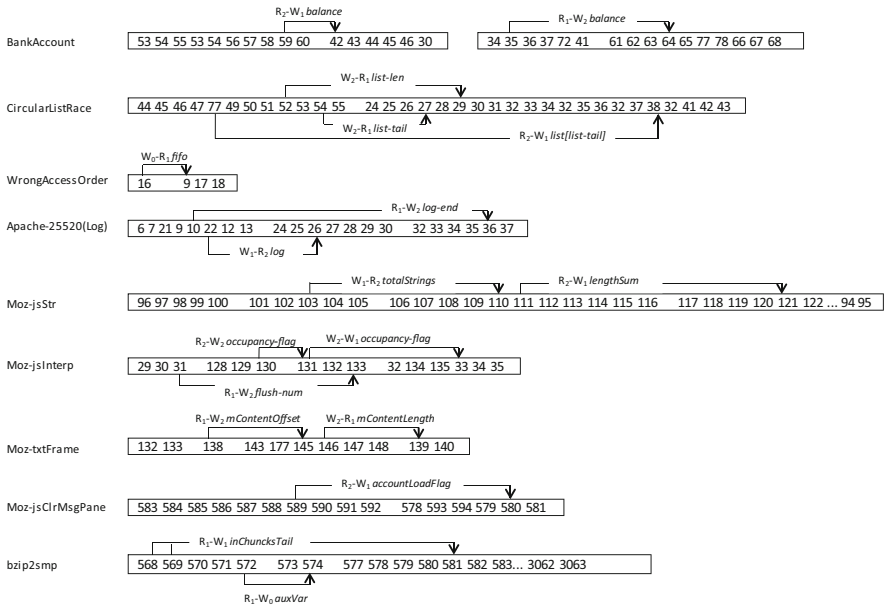 R₂-W₁ balance R₁-W₂ balance
BankAccount 53 54 55 53 54 56 57 58 59 60 42 43 44 45 46 30 34 35 36 37 72 41 61 62 63 64 65 77 78 66 67 68
W₂-R₁ list-len
CircularListRace 44 45 46 47 77 49 50 51 52 53 54 55 24 25 26 27 28 29 30 31 32 33 34 32 35 36 32 37 38 32 41 42 43
W₂-R₁ list-tail R₂-W₁ list[list-tail]
W₀-R₁ fifo
WrongAccessOrder 16 9 17 18
R₁-W₂ log-end
Apache-25520(Log) 6 7 21 9 10 22 12 13 24 25 26 27 28 29 30 32 33 34 35 36 37
W₁-R₂ log
W₁-R₂ totalStrings R₂-W₁ lengthSum
Moz-jsStr 96 97 98 99 100 101 102 103 104 105 106 107 108 109 110 111 112 113 114 115 116 117 118 119 120 121 122 ... 94 95
R₂-W₂ occupancy-flag W₂-W₁ occupancy-flag
Moz-jsInterp 29 30 31 128 129 130 131 132 133 32 134 135 33 34 35
R₁-W₂ flush-num
R₁-W₂ mContentOffset W₂-R₁ mContentLength
Moz-txtFrame 132 133 138 143 177 145 146 147 148 139 140
R₂-W₁ accountLoadFlag
Moz-jsClrMsgPane 583 584 585 586 587 588 589 590 591 592 578 593 594 579 580 581
R₁-W₁ inChuncksTail
bzip2smp 568 569 570 571 572 573 574 577 578 579 580 581 582 583... 3062 3063
R₁-W₀ auxVar